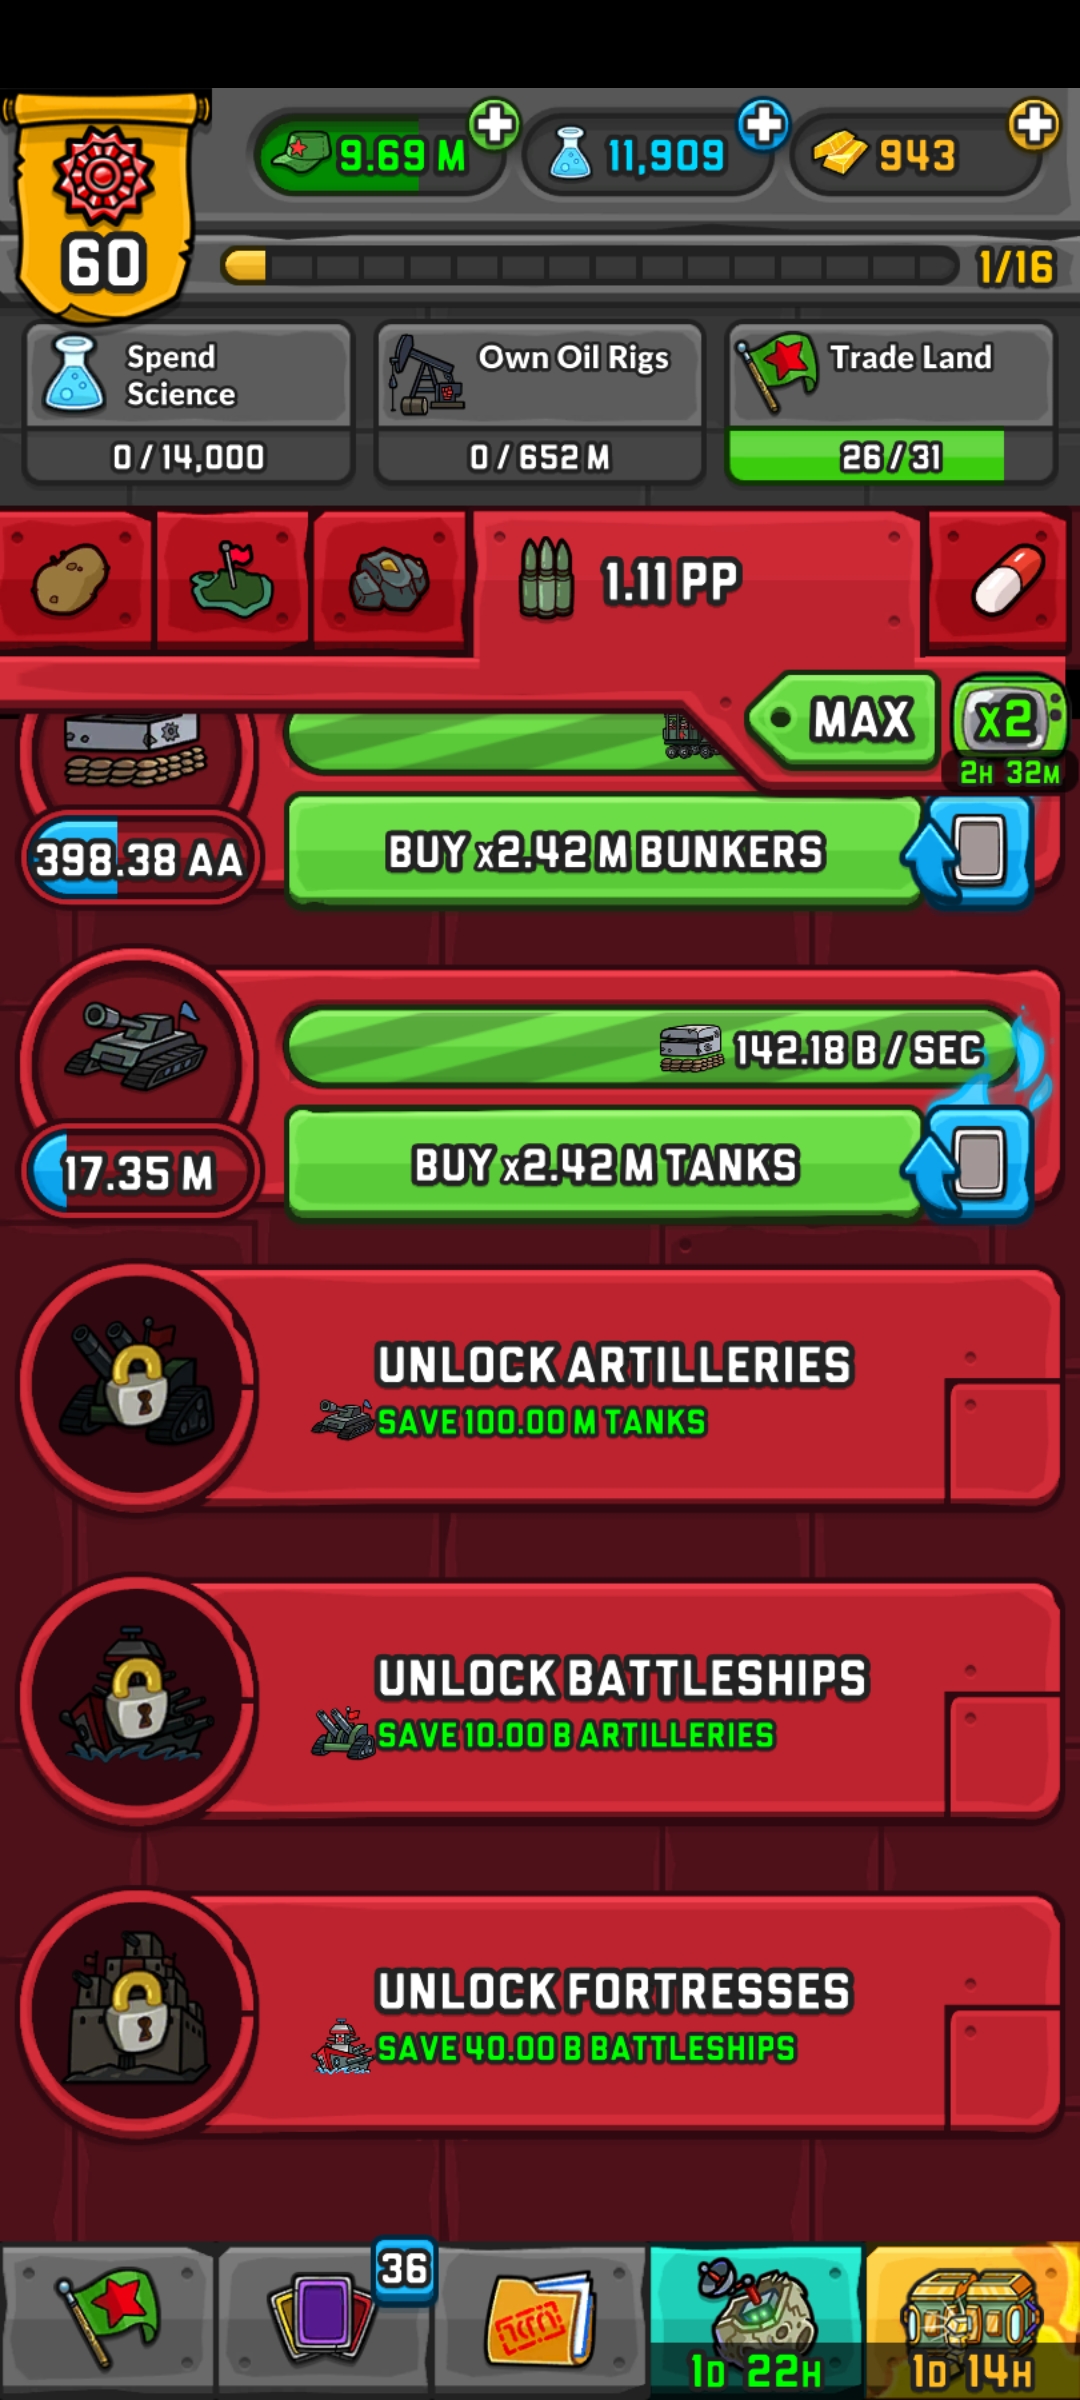 60
9.69 M
11,909
943
1/16
Spend
Science
0 / 14,000
Own Oil Rigs
0 / 652 M
Trade Land
26 / 31
1.11 PP
MAX
x2
2H 32M
398.38 AA
BUY x2.42 M BUNKERS
142.18 B / SEC
17.35 M
BUY x2.42 M TANKS
UNLOCK ARTILLERIES
SAVE 100.00 M TANKS
UNLOCK BATTLESHIPS
SAVE 10.00 B ARTILLERIES
UNLOCK FORTRESSES
SAVE 40.00 B BATTLESHIPS
36
1D 22H
1D 14H